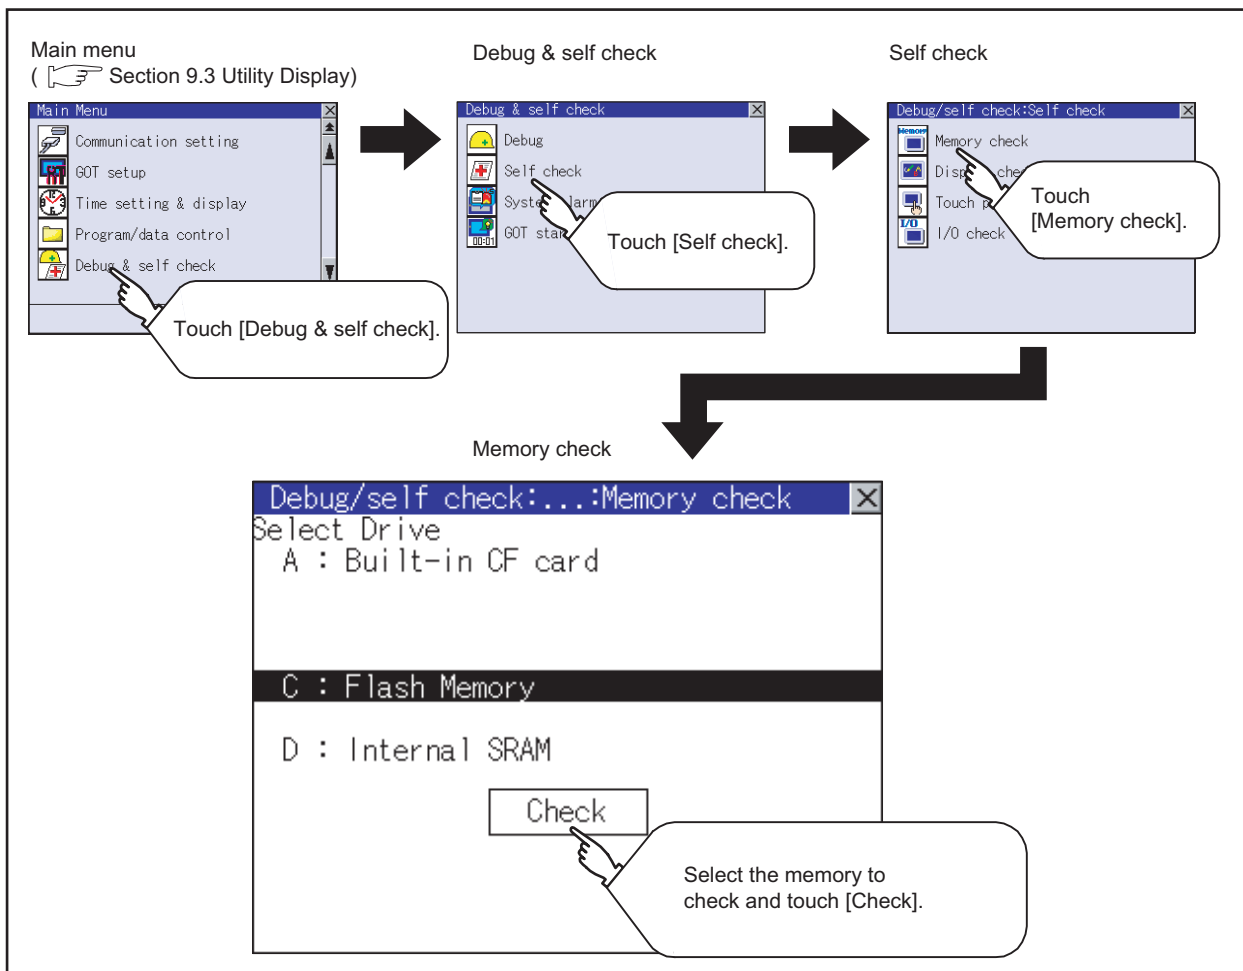 Main menu
( Section 9.3 Utility Display)
Main Menu
Communication setting
GOT setup
Time setting & display
Program/data control
Debug & self check
Touch [Debug & self check].
Debug & self check
Debug & self check
Debug
Self check
GOT
00:01
Touch [Self check].
Self check
Debug/self check:Self check
Memory
Memory check
Touch
I/O
I/O check
Touch
[Memory check].
Memory check
Debug/self check:...:Memory check
Select Drive
A : Built-in CF card
C : Flash Memory
D : Internal SRAM
Check
Select the memory to
check and touch [Check].